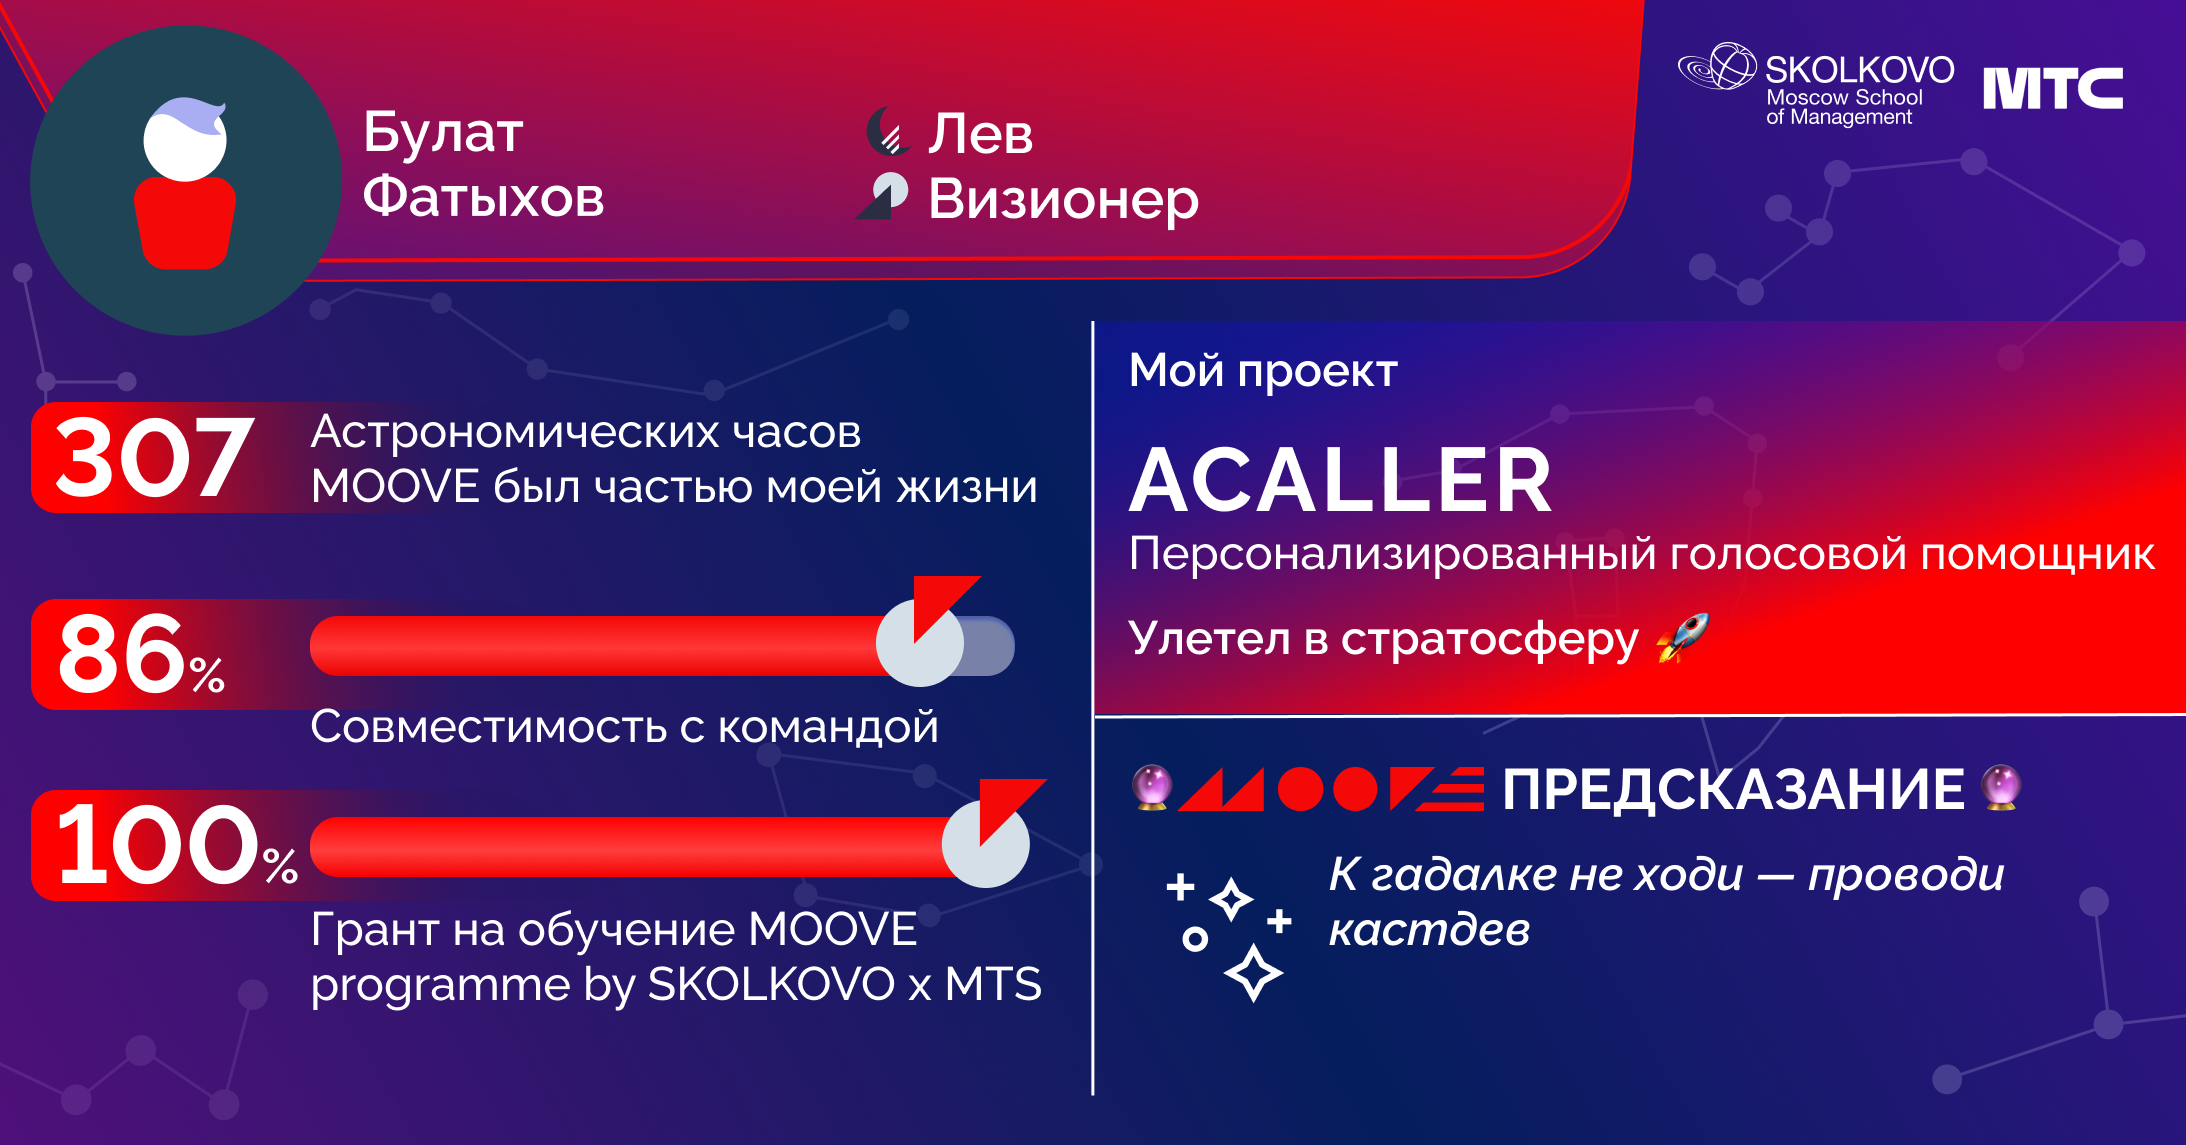 Булат
Фатыхов
Лев
Визионер
SKOLKOVO
Moscow School
of Management
МТС
307
Астрономических часов
MOOVE был частью моей жизни
86%
Совместимость с командой
100%
Грант на обучение MOOVE
programme by SKOLKOVO x MTS
Мой проект
ACALLER
Персонализированный голосовой помощник
Улетел в стратосферу 🚀
🔮 MOOVE ПРЕДСКАЗАНИЕ 🔮
К гадалке не ходи — проводи
кастдев